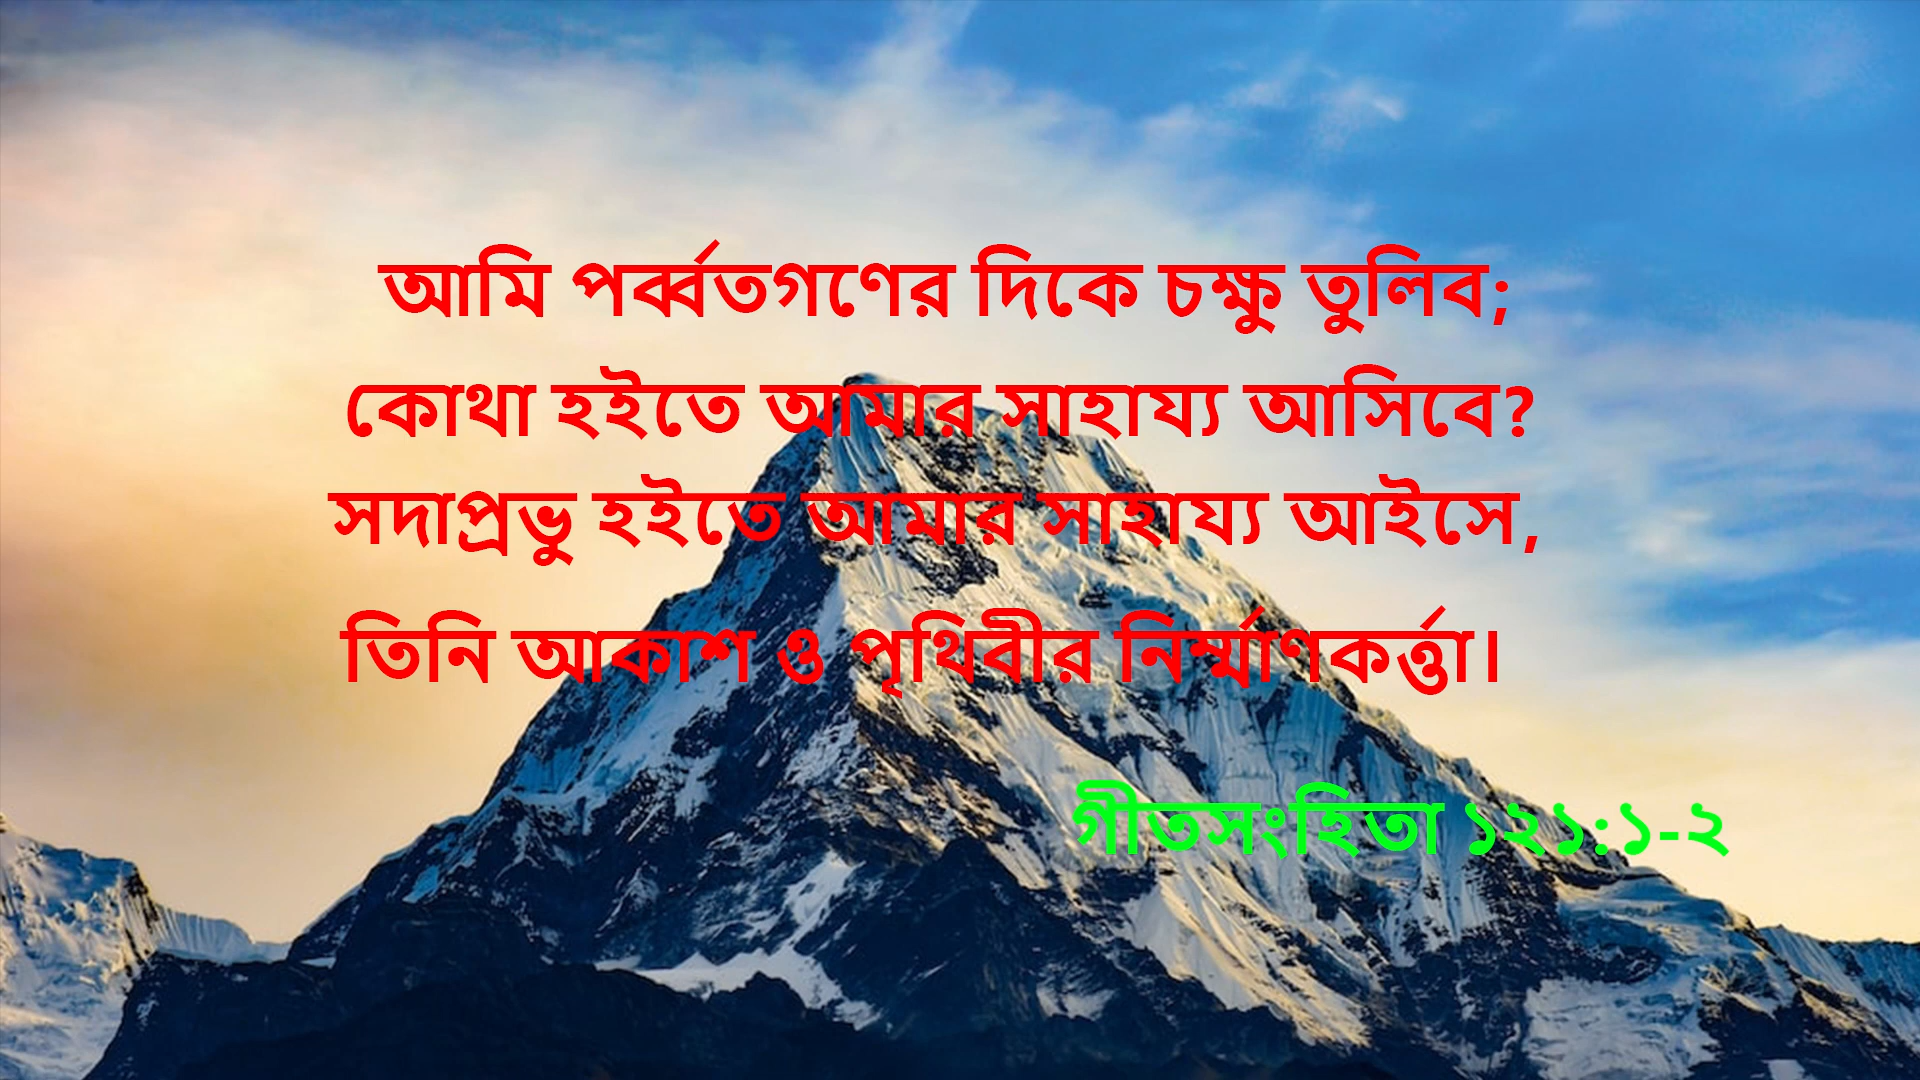 আমি পর্ব্বতগণের দিকে চক্ষু তুলিব;
কোথা হইতে আমার সাহায্য আসিবে?
সদাপ্রভু হইতে আমার সাহায্য আইসে,
তিনি আকাশ ও পৃথিবীর নির্ম্মাণকর্ত্তা।
গীতসংহিতা ১২১:১-২